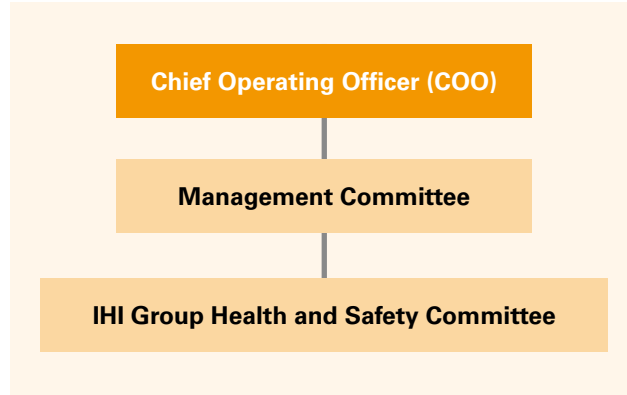 Chief Operating Officer (COO)
Management Committee
IHI Group Health and Safety Committee